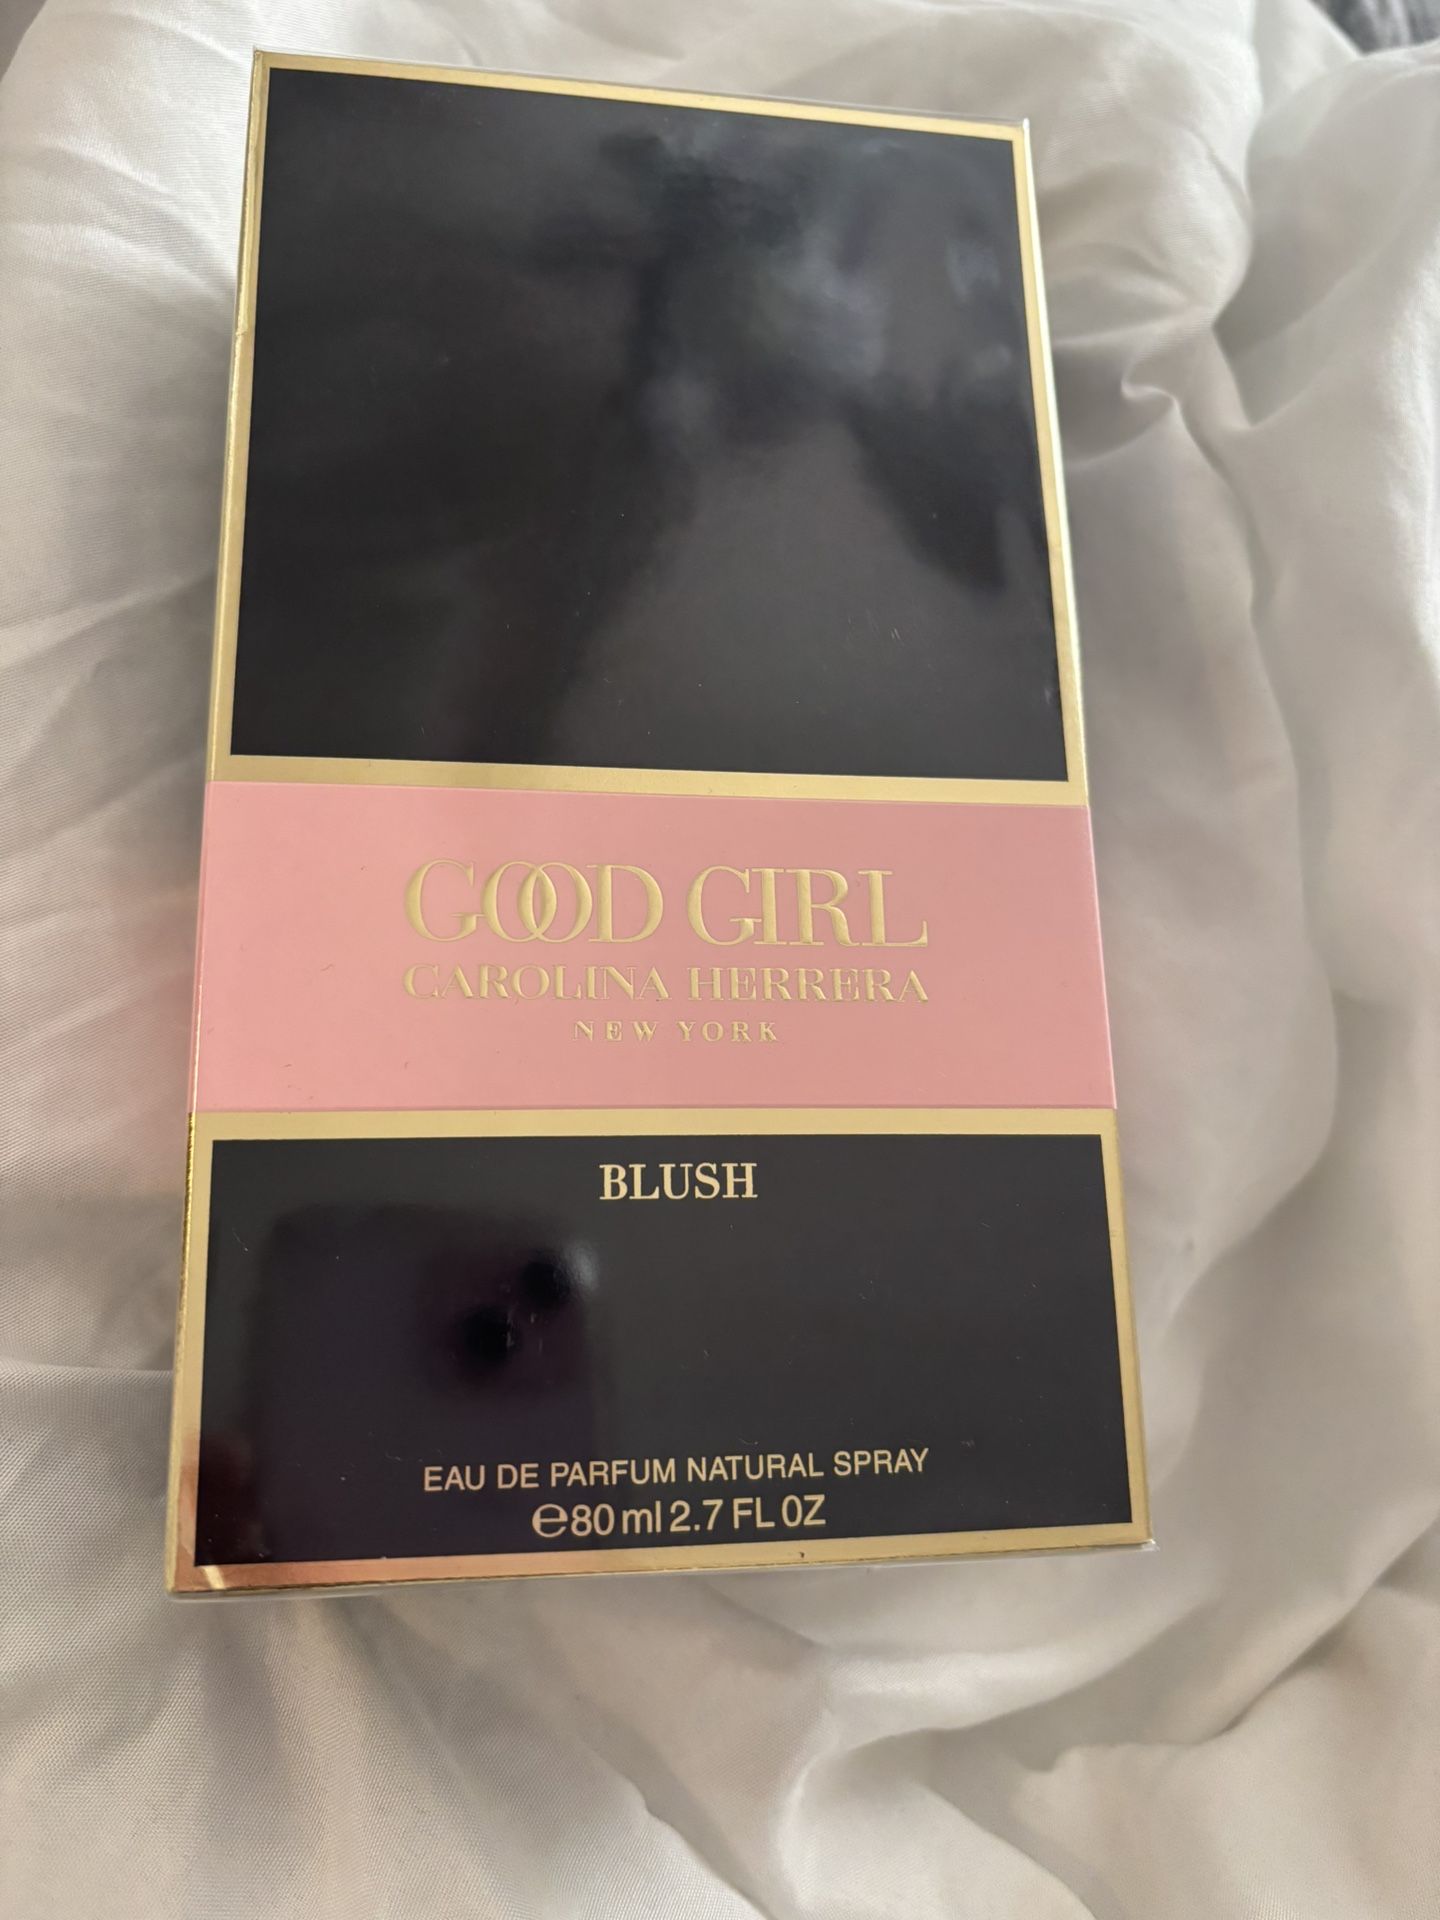 GOOD GIRL
CAROLINA HERRERA
NEW YORK
BLUSH
EAU DE PARFUM NATURAL SPRAY
℮80 ml 2.7 FL OZ